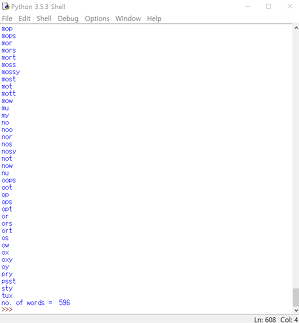 Python 3.5.3 Shell
File Edit Shell Debug Options Window Help
mop
mops
mor
mors
mort
moss
mossy
most
mot
mott
mow
mu
my
no
noo
nor
nos
nosy
not
now
nu
oops
oot
op
ops
opt
or
ors
ort
os
ow
ox
oxy
oy
pry
psst
sty
tux
no. of words = 596
>>>
Ln: 608 Col: 4